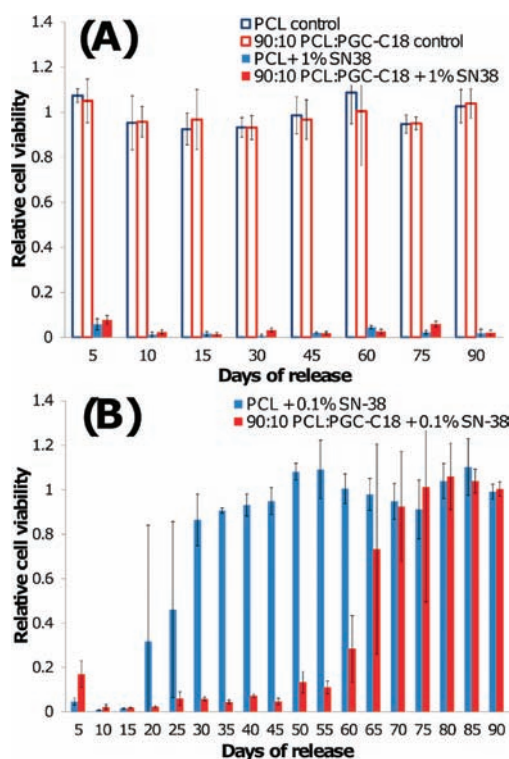 (A)
PCL control
90:10 PCL:PGC-C18 control
PCL+1% SN38
90:10 PCL:PGC-C18 + 1% SN38
Relative cell viability
1.4
1.2
1
0.8
0.6
0.4
0.2
0
5 10 15 30 45 60 75 90
Days of release
(B)
PCL +0.1% SN-38
90:10 PCL:PGC-C18 +0.1% SN-38
Relative cell viability
1.4
1.2
1
0.8
0.6
0.4
0.2
0
5 10 15 20 25 30 35 40 45 50 55 60 65 70 75 80 85 90
Days of release